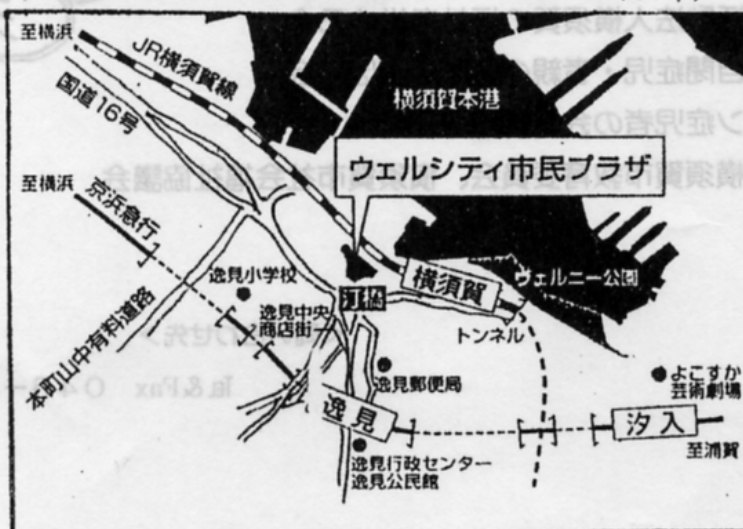 至横浜
JR横須賀線
国道16号
横須賀本港
ウェルシティ市民プラザ
至横浜
京浜急行
逸見小学校
横須賀
ヴェルニー公園
トンネル
逸見中央
商店街
本町山中有料道路
逸見郵便局
よこすか
芸術劇場
逸見
汐入
至浦賀
逸見行政センター
逸見公民館